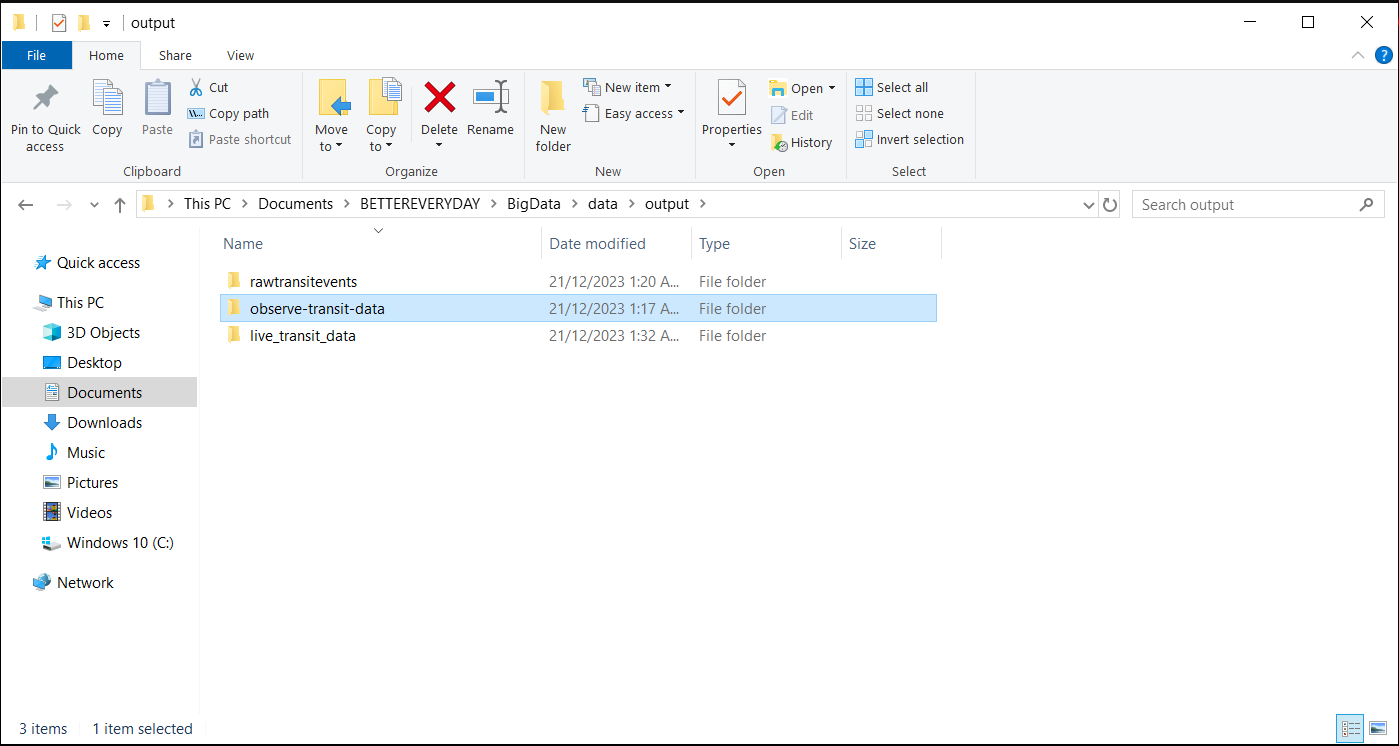 output
File Home Share View
Pin to Quick access
Copy
Paste
Cut
Copy path
Paste shortcut
Clipboard
Move to
Copy to
Delete
Rename
Organize
New folder
New item
Easy access
New
Properties
Open
Edit
History
Open
Select all
Select none
Invert selection
Select
This PC > Documents > BETTEREVERYDAY > BigData > data > output >
Search output
Quick access
This PC
3D Objects
Desktop
Documents
Downloads
Music
Pictures
Videos
Windows 10 (C:)
Network
Name Date modified Type Size
rawtransitevents 21/12/2023 1:20 A... File folder
observe-transit-data 21/12/2023 1:17 A... File folder
live_transit_data 21/12/2023 1:32 A... File folder
3 items 1 item selected